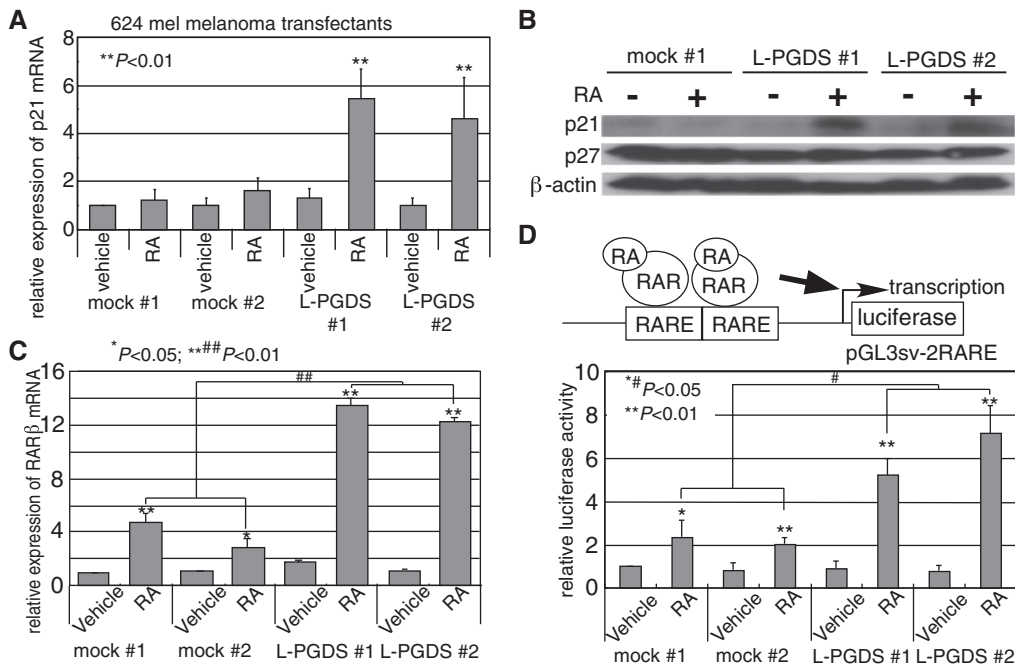 A
624 mel melanoma transfectants
**P<0.01
relative expression of p21 mRNA
8
6
4
2
0
vehicle
RA
vehicle
RA
vehicle
RA
vehicle
RA
**
**
mock #1
mock #2
L-PGDS #1
L-PGDS #2
B
mock #1 L-PGDS #1 L-PGDS #2
RA - + - + - +
p21
p27
β-actin
C
*P<0.05; **##P<0.01
relative expression of RARβ mRNA
16
12
8
4
0
##
**
*
**
**
Vehicle
RA
Vehicle
RA
Vehicle
RA
Vehicle
RA
mock #1 mock #2 L-PGDS #1 L-PGDS #2
D
RA RA
RAR RAR
RARE RARE
transcription
luciferase
pGL3sv-2RARE
*#P<0.05
**P<0.01
relative luciferase activity
10
8
6
4
2
0
#
*
**
**
**
Vehicle
RA
Vehicle
RA
Vehicle
RA
Vehicle
RA
mock #1 mock #2 L-PGDS #1 L-PGDS #2